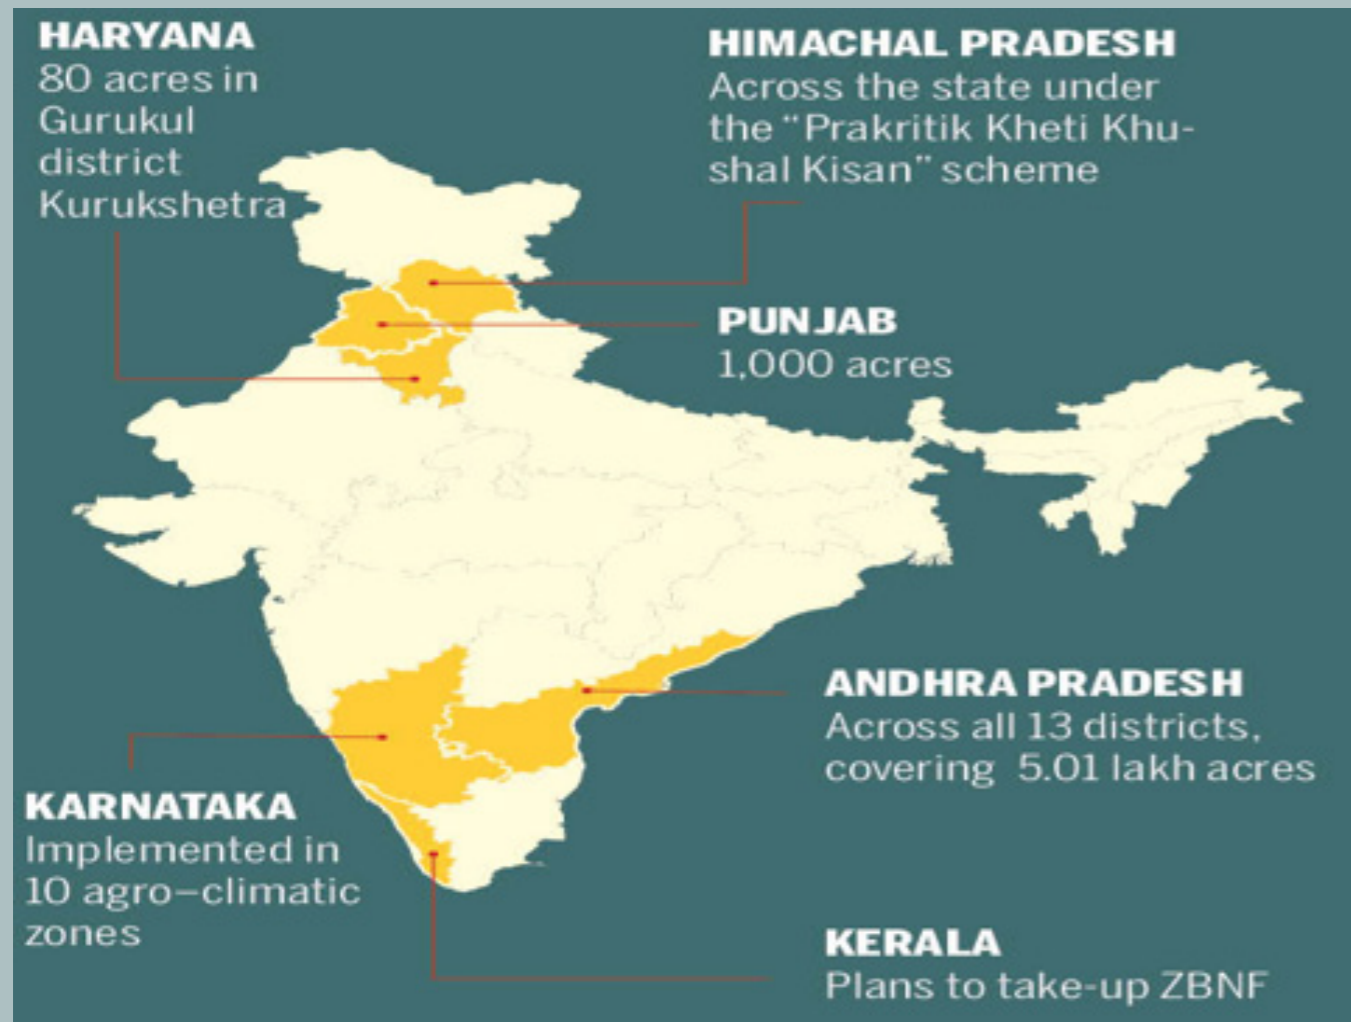 HARYANA
80 acres in
Gurukul
district
Kurukshetra
HIMACHAL PRADESH
Across the state under
the “Prakritik Kheti Khu-
shal Kisan” scheme
PUNJAB
1,000 acres
ANDHRA PRADESH
Across all 13 districts,
covering 5.01 lakh acres
KARNATAKA
Implemented in
10 agro–climatic
zones
KERALA
Plans to take-up ZBNF